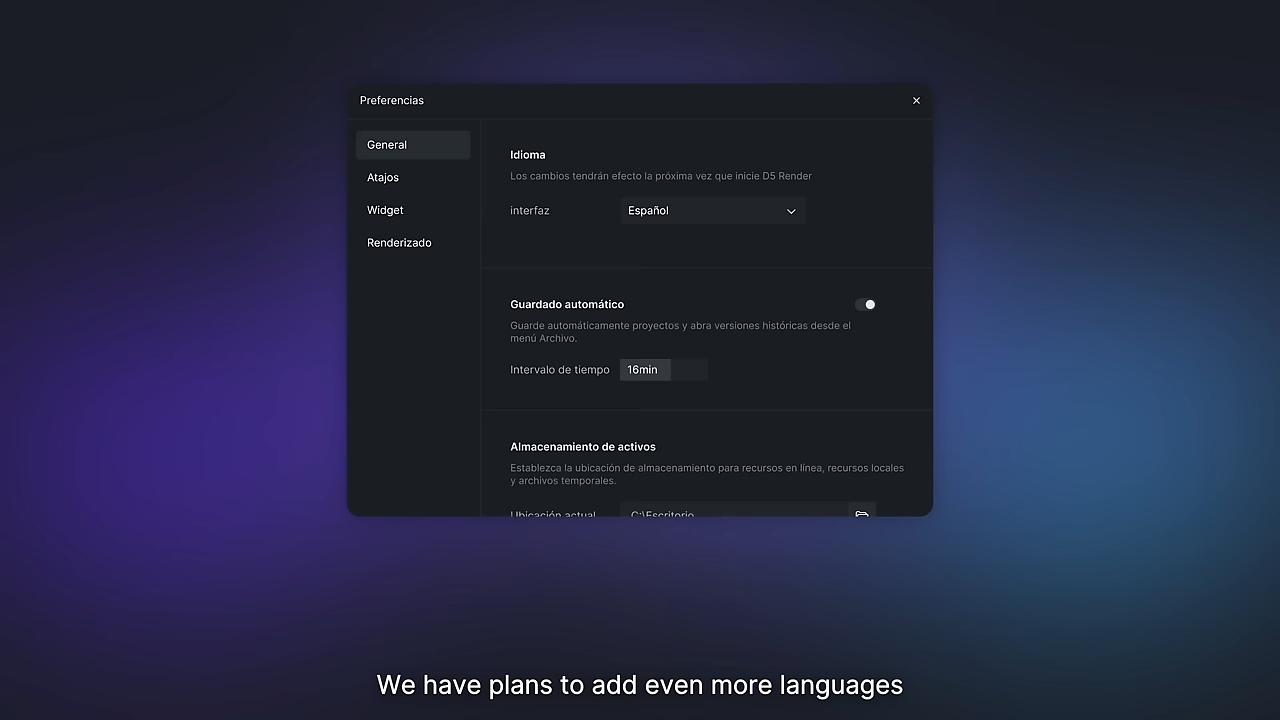 Preferencias
General
Atajos
Widget
Renderizado
Idioma
Los cambios tendrán efecto la próxima vez que inicie D5 Render
interfaz
Español
Guardado automático
Guarde automáticamente proyectos y abra versiones históricas desde el
menú Archivo.
Intervalo de tiempo
16min
Almacenamiento de activos
Establezca la ubicación de almacenamiento para recursos en línea, recursos locales
y archivos temporales.
Ubicación actual
C:\Escritorio
We have plans to add even more languages